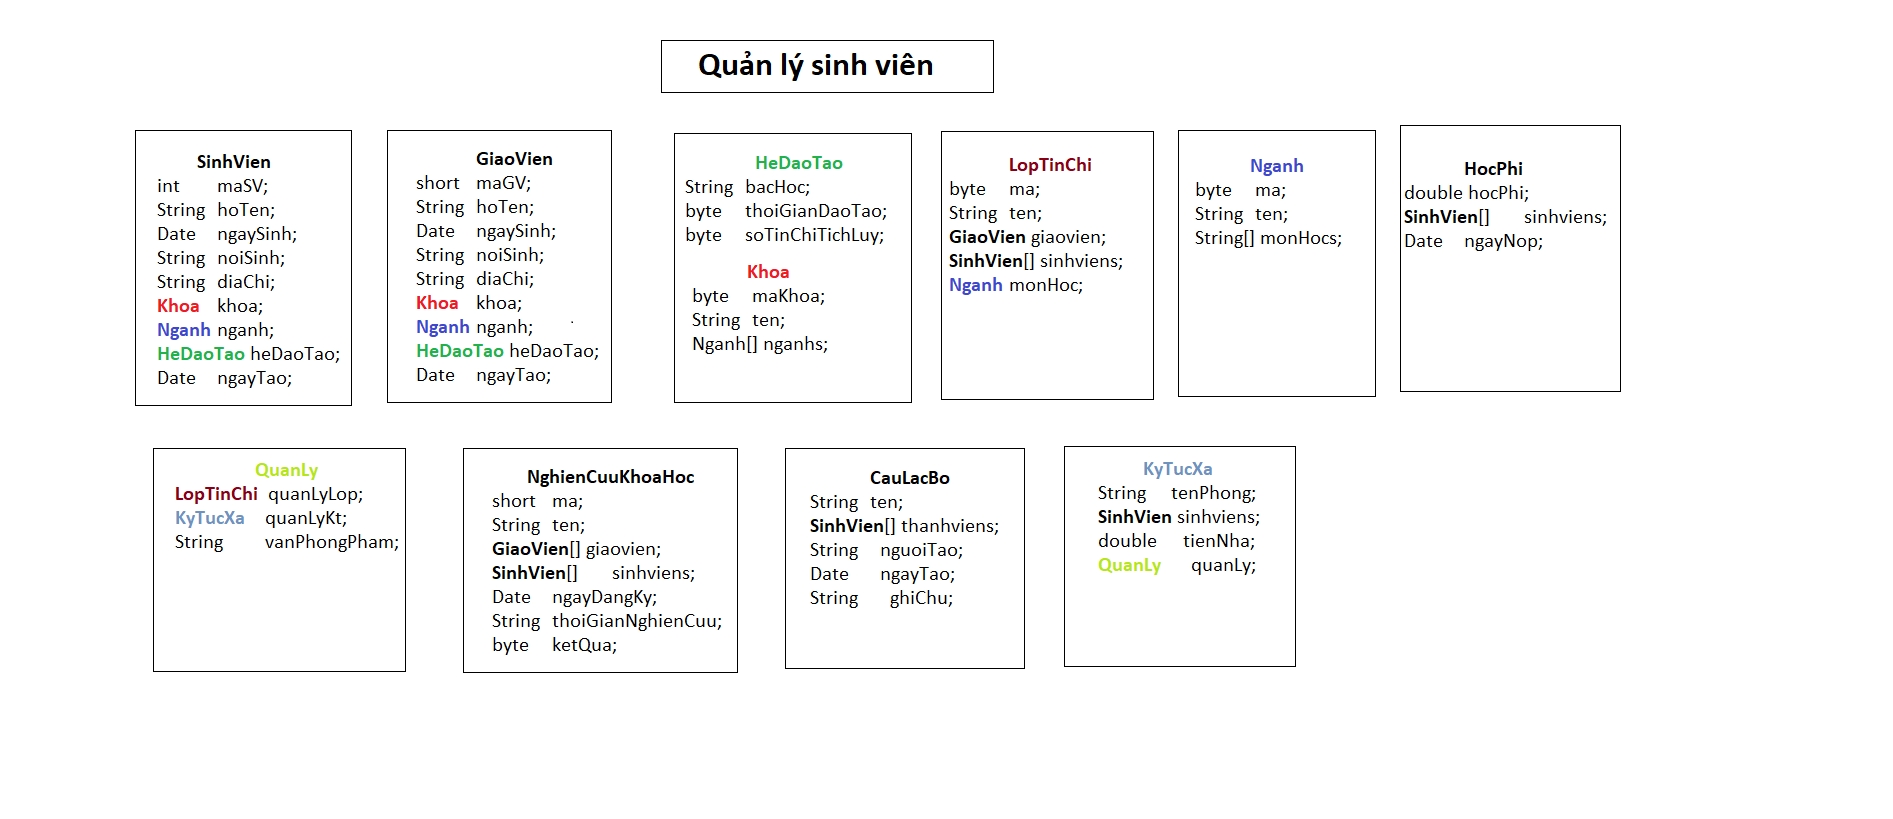 Quản lý sinh viên
SinhVien
int maSV;
String hoTen;
Date ngaySinh;
String noiSinh;
String diaChi;
Khoa khoa;
Nganh nganh;
HeDaoTao heDaoTao;
Date ngayTao;
GiaoVien
short maGV;
String hoTen;
Date ngaySinh;
String noiSinh;
String diaChi;
Khoa khoa;
Nganh nganh;
HeDaoTao heDaoTao;
Date ngayTao;
HeDaoTao
String bacHoc;
byte thoiGianDaoTao;
byte soTinChiTichLuy;
Khoa
byte maKhoa;
String ten;
Nganh[] nganhs;
LopTinChi
byte ma;
String ten;
GiaoVien giaovien;
SinhVien[] sinhviens;
Nganh monHoc;
Nganh
byte ma;
String ten;
String[] monHocs;
HocPhi
double hocPhi;
SinhVien[] sinhviens;
Date ngayNop;
QuanLy
LopTinChi quanLyLop;
KyTucXa quanLyKt;
String vanPhongPham;
NghienCuuKhoaHoc
short ma;
String ten;
GiaoVien[] giaovien;
SinhVien[] sinhviens;
Date ngayDangKy;
String thoiGianNghienCuu;
byte ketQua;
CauLacBo
String ten;
SinhVien[] thanhviens;
String nguoiTao;
Date ngayTao;
String ghiChu;
KyTucXa
String tenPhong;
SinhVien sinhviens;
double tienNha;
QuanLy quanLy;